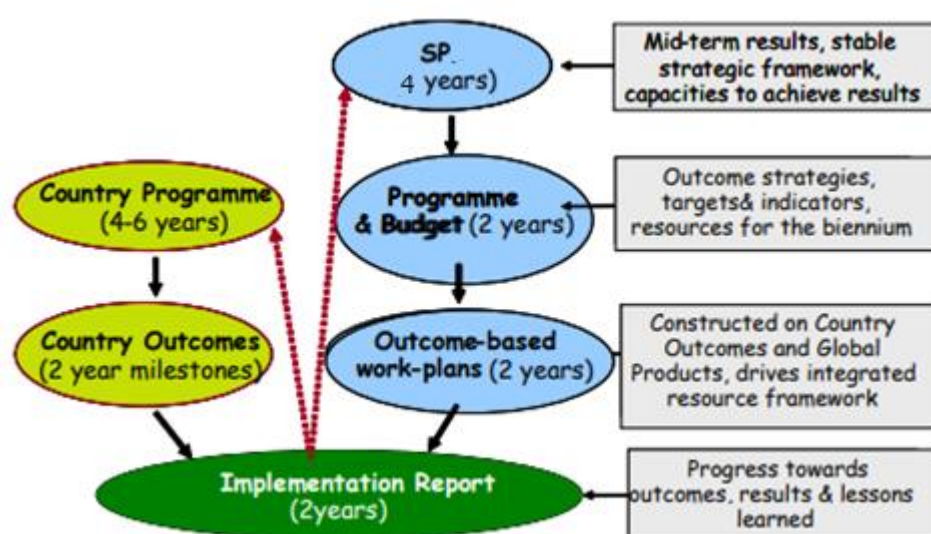 SP.
4 years)
Mid-term results, stable
strategic framework,
capacities to achieve results
Country Programme
(4-6 years)
Programme
& Budget (2 years)
Outcome strategies,
targets& indicators,
resources for the biennium
Country Outcomes
(2 year milestones)
Outcome-based
work-plans (2 years)
Constructed on Country
Outcomes and Global
Products, drives integrated
resource framework
Implementation Report
(2years)
Progress towards
outcomes, results & lessons
learned